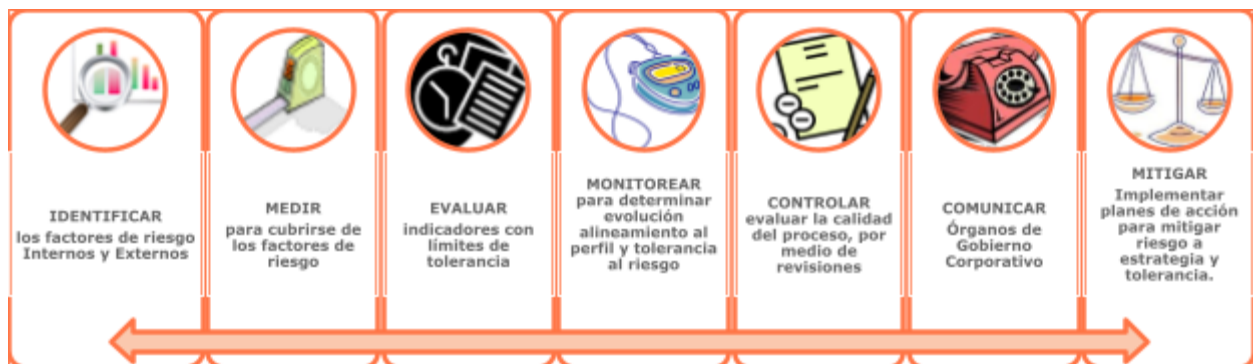 IDENTIFICAR
los factores de riesgo
Internos y Externos
MEDIR
para cubrirse de
los factores de
riesgo
EVALUAR
indicadores con
límites de
tolerancia
MONITOREAR
para determinar
evolución
alineamiento al
perfil y tolerancia
al riesgo
CONTROLAR
evaluar la calidad
del proceso, por
medio de
revisiones
COMUNICAR
Órganos de
Gobierno
Corporativo
MITIGAR
Implementar
planes de acción
para mitigar
riesgo a
estrategia y
tolerancia.